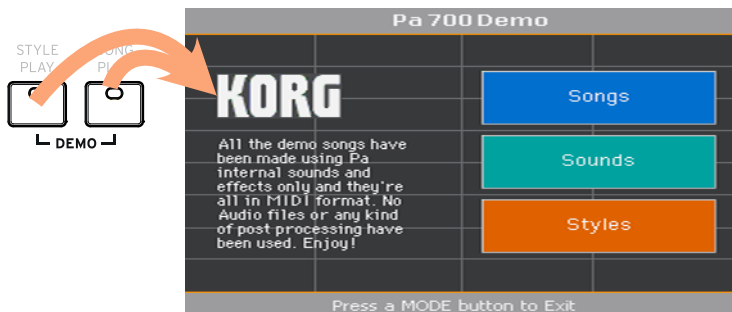 STYLE
PLAY
SONG
DEMO
Pa700 Demo
KORG
All the demo songs have
been made using Pa
internal sounds and
effects only and they're
all in MIDI format. No
Audio files or any kind
of post processing have
been used. Enjoy!
Songs
Sounds
Styles
Press a MODE button to Exit